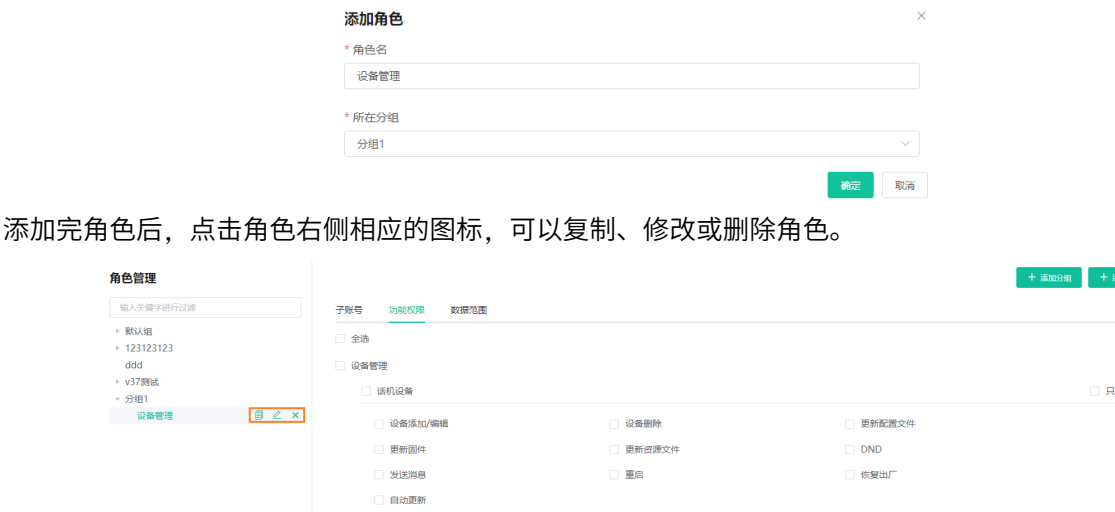 添加角色
* 角色名
设备管理
* 所在分组
分组1
确定 取消
添加完角色后，点击角色右侧相应的图标，可以复制、修改或删除角色。
角色管理
+ 添加分组 +
输入关键字进行过滤
子账号 功能权限 数据范围
默认组
123123123
ddd
v37测试
分组1
设备管理
全选
设备管理
话机设备 只
设备添加/编辑 设备删除 更新配置文件
更新固件 更新资源文件 DND
发送消息 重启 恢复出厂
自动更新